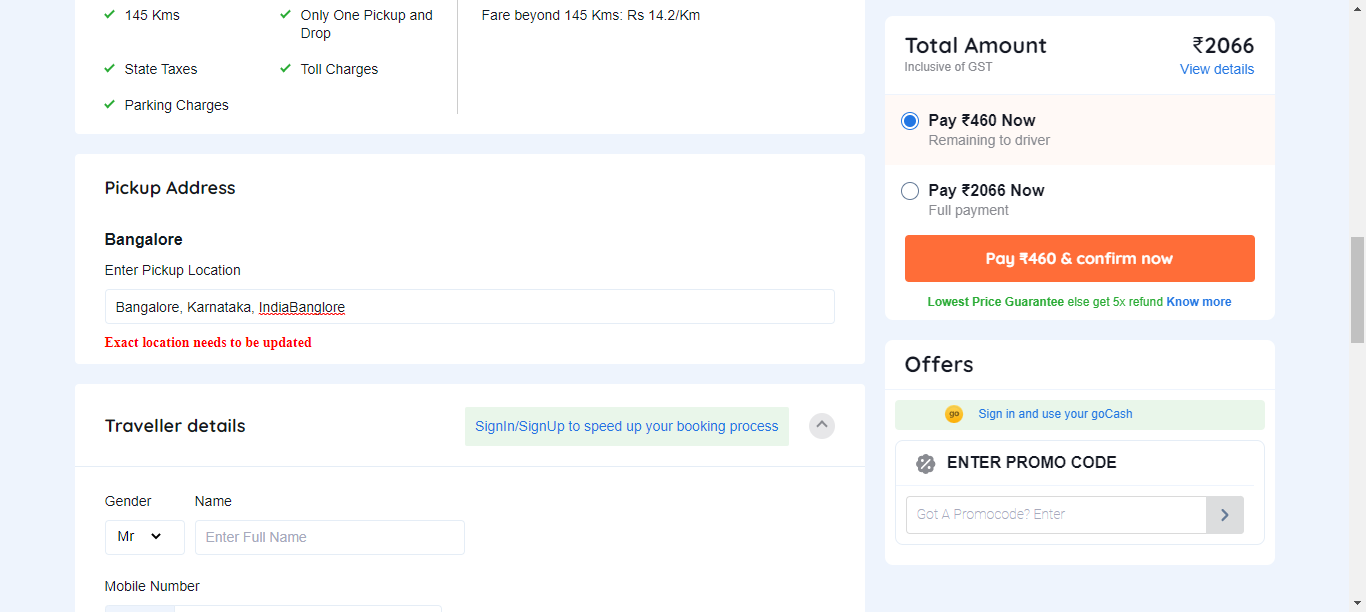 145 Kms
Only One Pickup and
Drop
State Taxes
Toll Charges
Parking Charges
Fare beyond 145 Kms: Rs 14.2/Km
Pickup Address
Bangalore
Enter Pickup Location
Bangalore, Karnataka, IndiaBanglore
Exact location needs to be updated
Traveller details
SignIn/SignUp to speed up your booking process
Gender
Name
Mr
Enter Full Name
Mobile Number
Total Amount
₹2066
Inclusive of GST
View details
Pay ₹460 Now
Remaining to driver
Pay ₹2066 Now
Full payment
Pay ₹460 & confirm now
Lowest Price Guarantee else get 5x refund Know more
Offers
go
Sign in and use your goCash
ENTER PROMO CODE
Got A Promocode? Enter